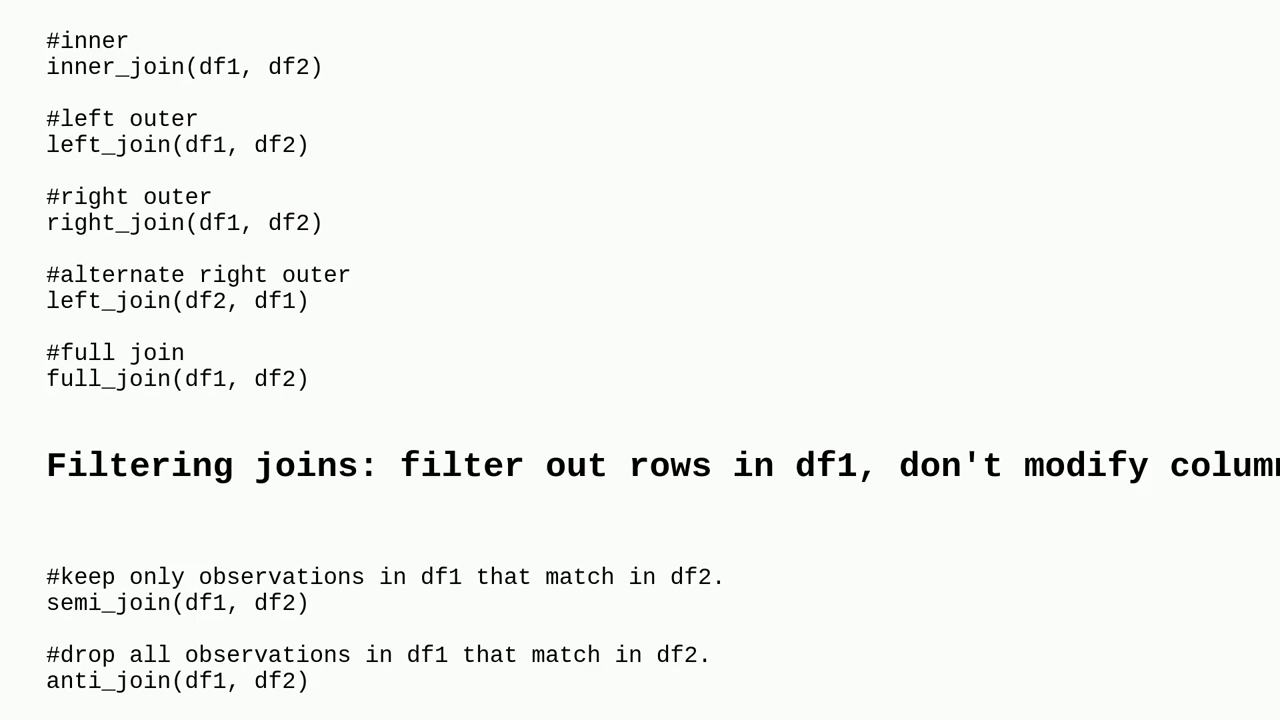 #inner
inner_join(df1, df2)
#left outer
left_join(df1, df2)
#right outer
right_join(df1, df2)
#alternate right outer
left_join(df2, df1)
#full join
full_join(df1, df2)
Filtering joins: filter out rows in df1, don't modify column
#keep only observations in df1 that match in df2.
semi_join(df1, df2)
#drop all observations in df1 that match in df2.
anti_join(df1, df2)